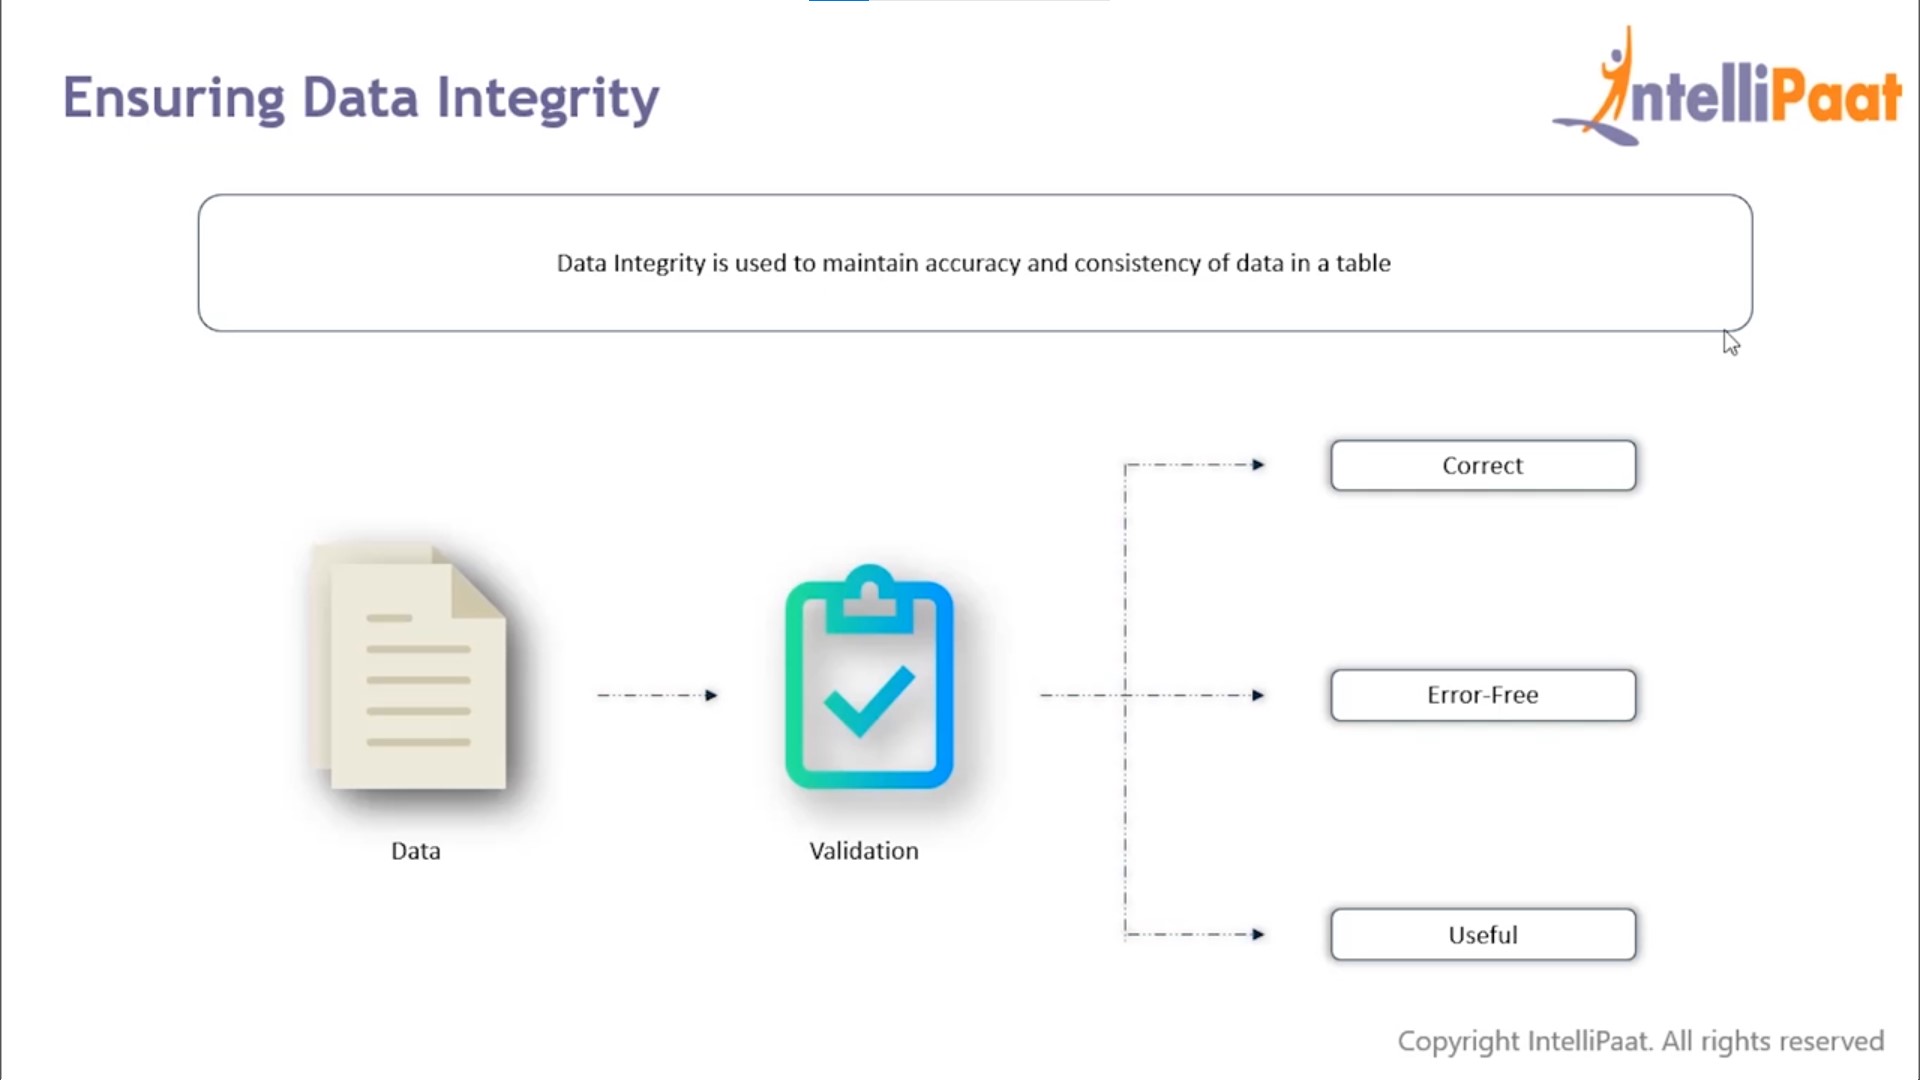 Ensuring Data Integrity
IntelliPaat
Data Integrity is used to maintain accuracy and consistency of data in a table
Correct
Error-Free
Useful
Data
Validation
Copyright IntelliPaat. All rights reserved